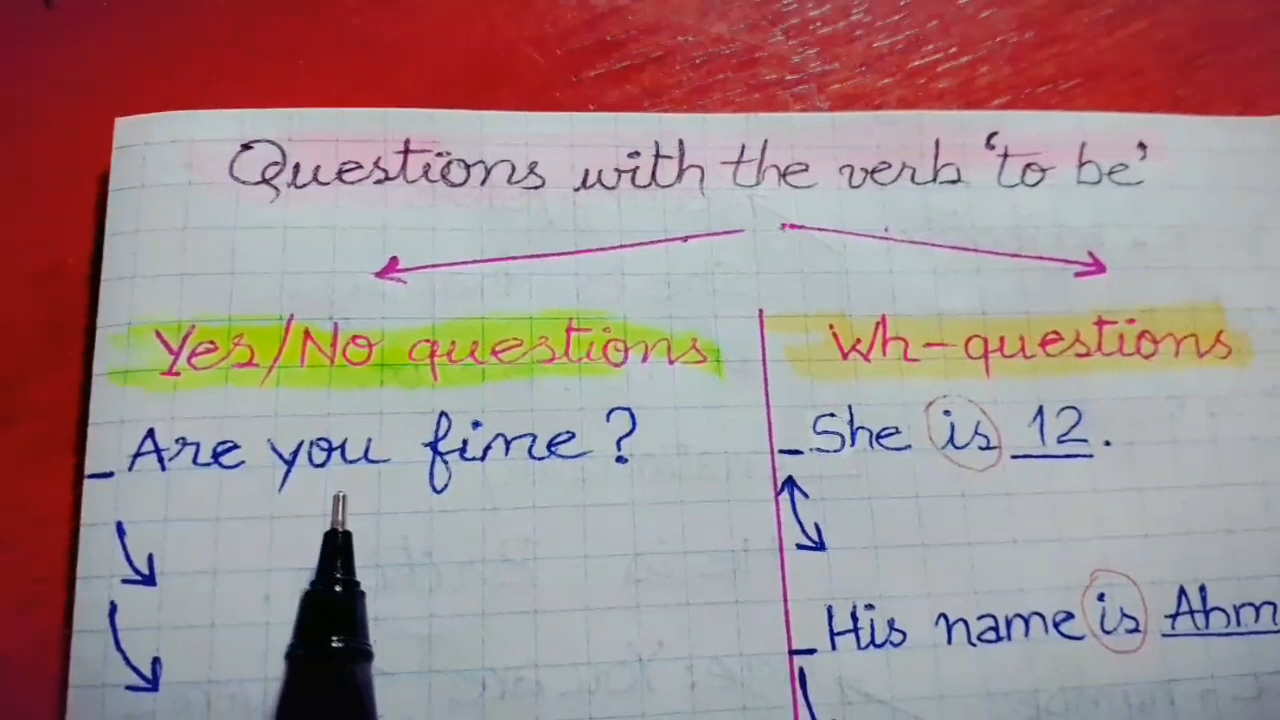 Questions with the verb 'to be'
Yes/No questions
Wh-questions
_ Are you fine?
_ She is 12.
_ His name is Ahm